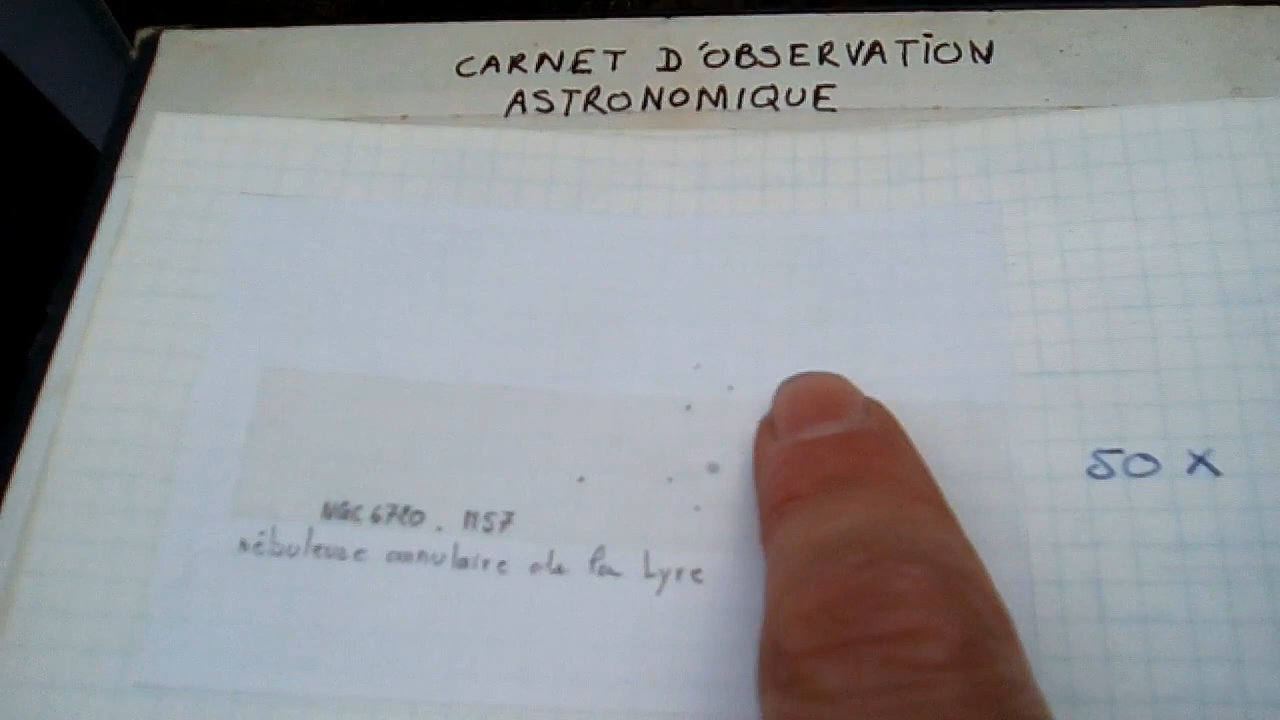 CARNET D'OBSERVATION
ASTRONOMIQUE
50 X
NGC 6720. M57
nébuleuse annulaire de la Lyre